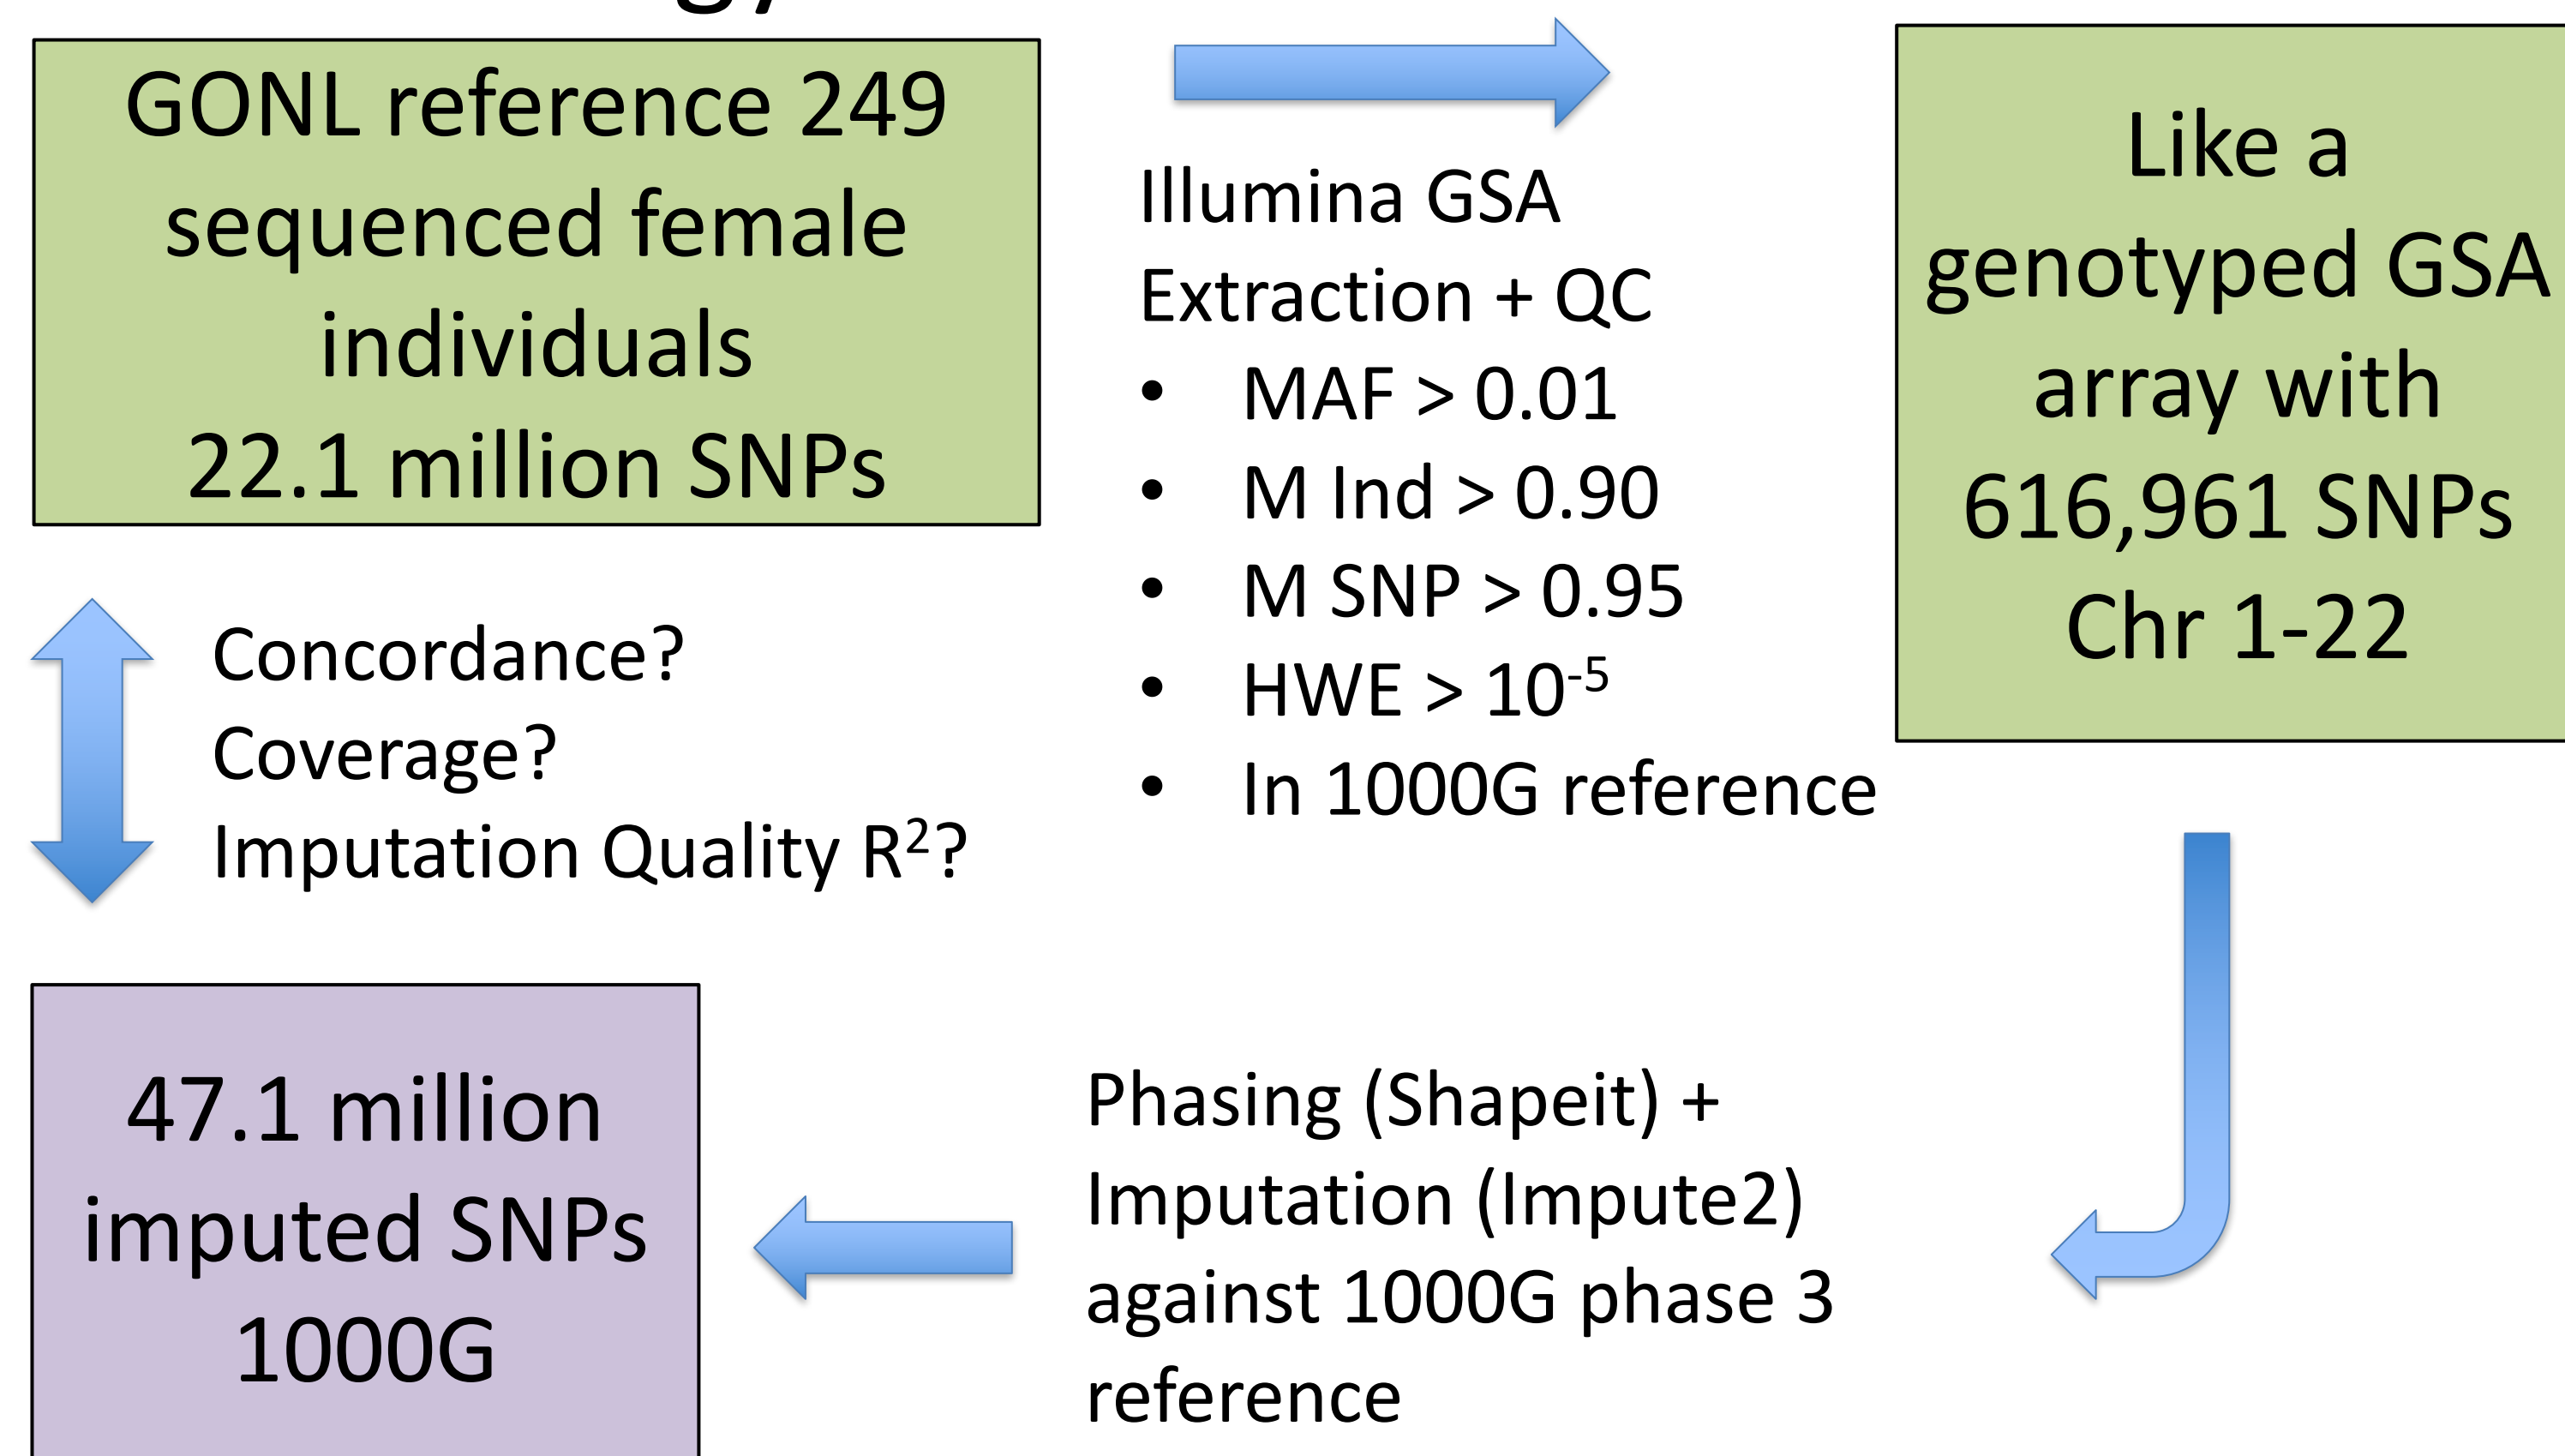 GONL reference 249
sequenced female
individuals
22.1 million SNPs
Illumina GSA
Extraction + QC
• MAF > 0.01
• M Ind > 0.90
• M SNP > 0.95
• HWE > 10⁻⁵
• In 1000G reference
Like a
genotyped GSA
array with
616,961 SNPs
Chr 1-22
Concordance?
Coverage?
Imputation Quality R²?
Phasing (Shapeit) +
Imputation (Impute2)
against 1000G phase 3
reference
47.1 million
imputed SNPs
1000G